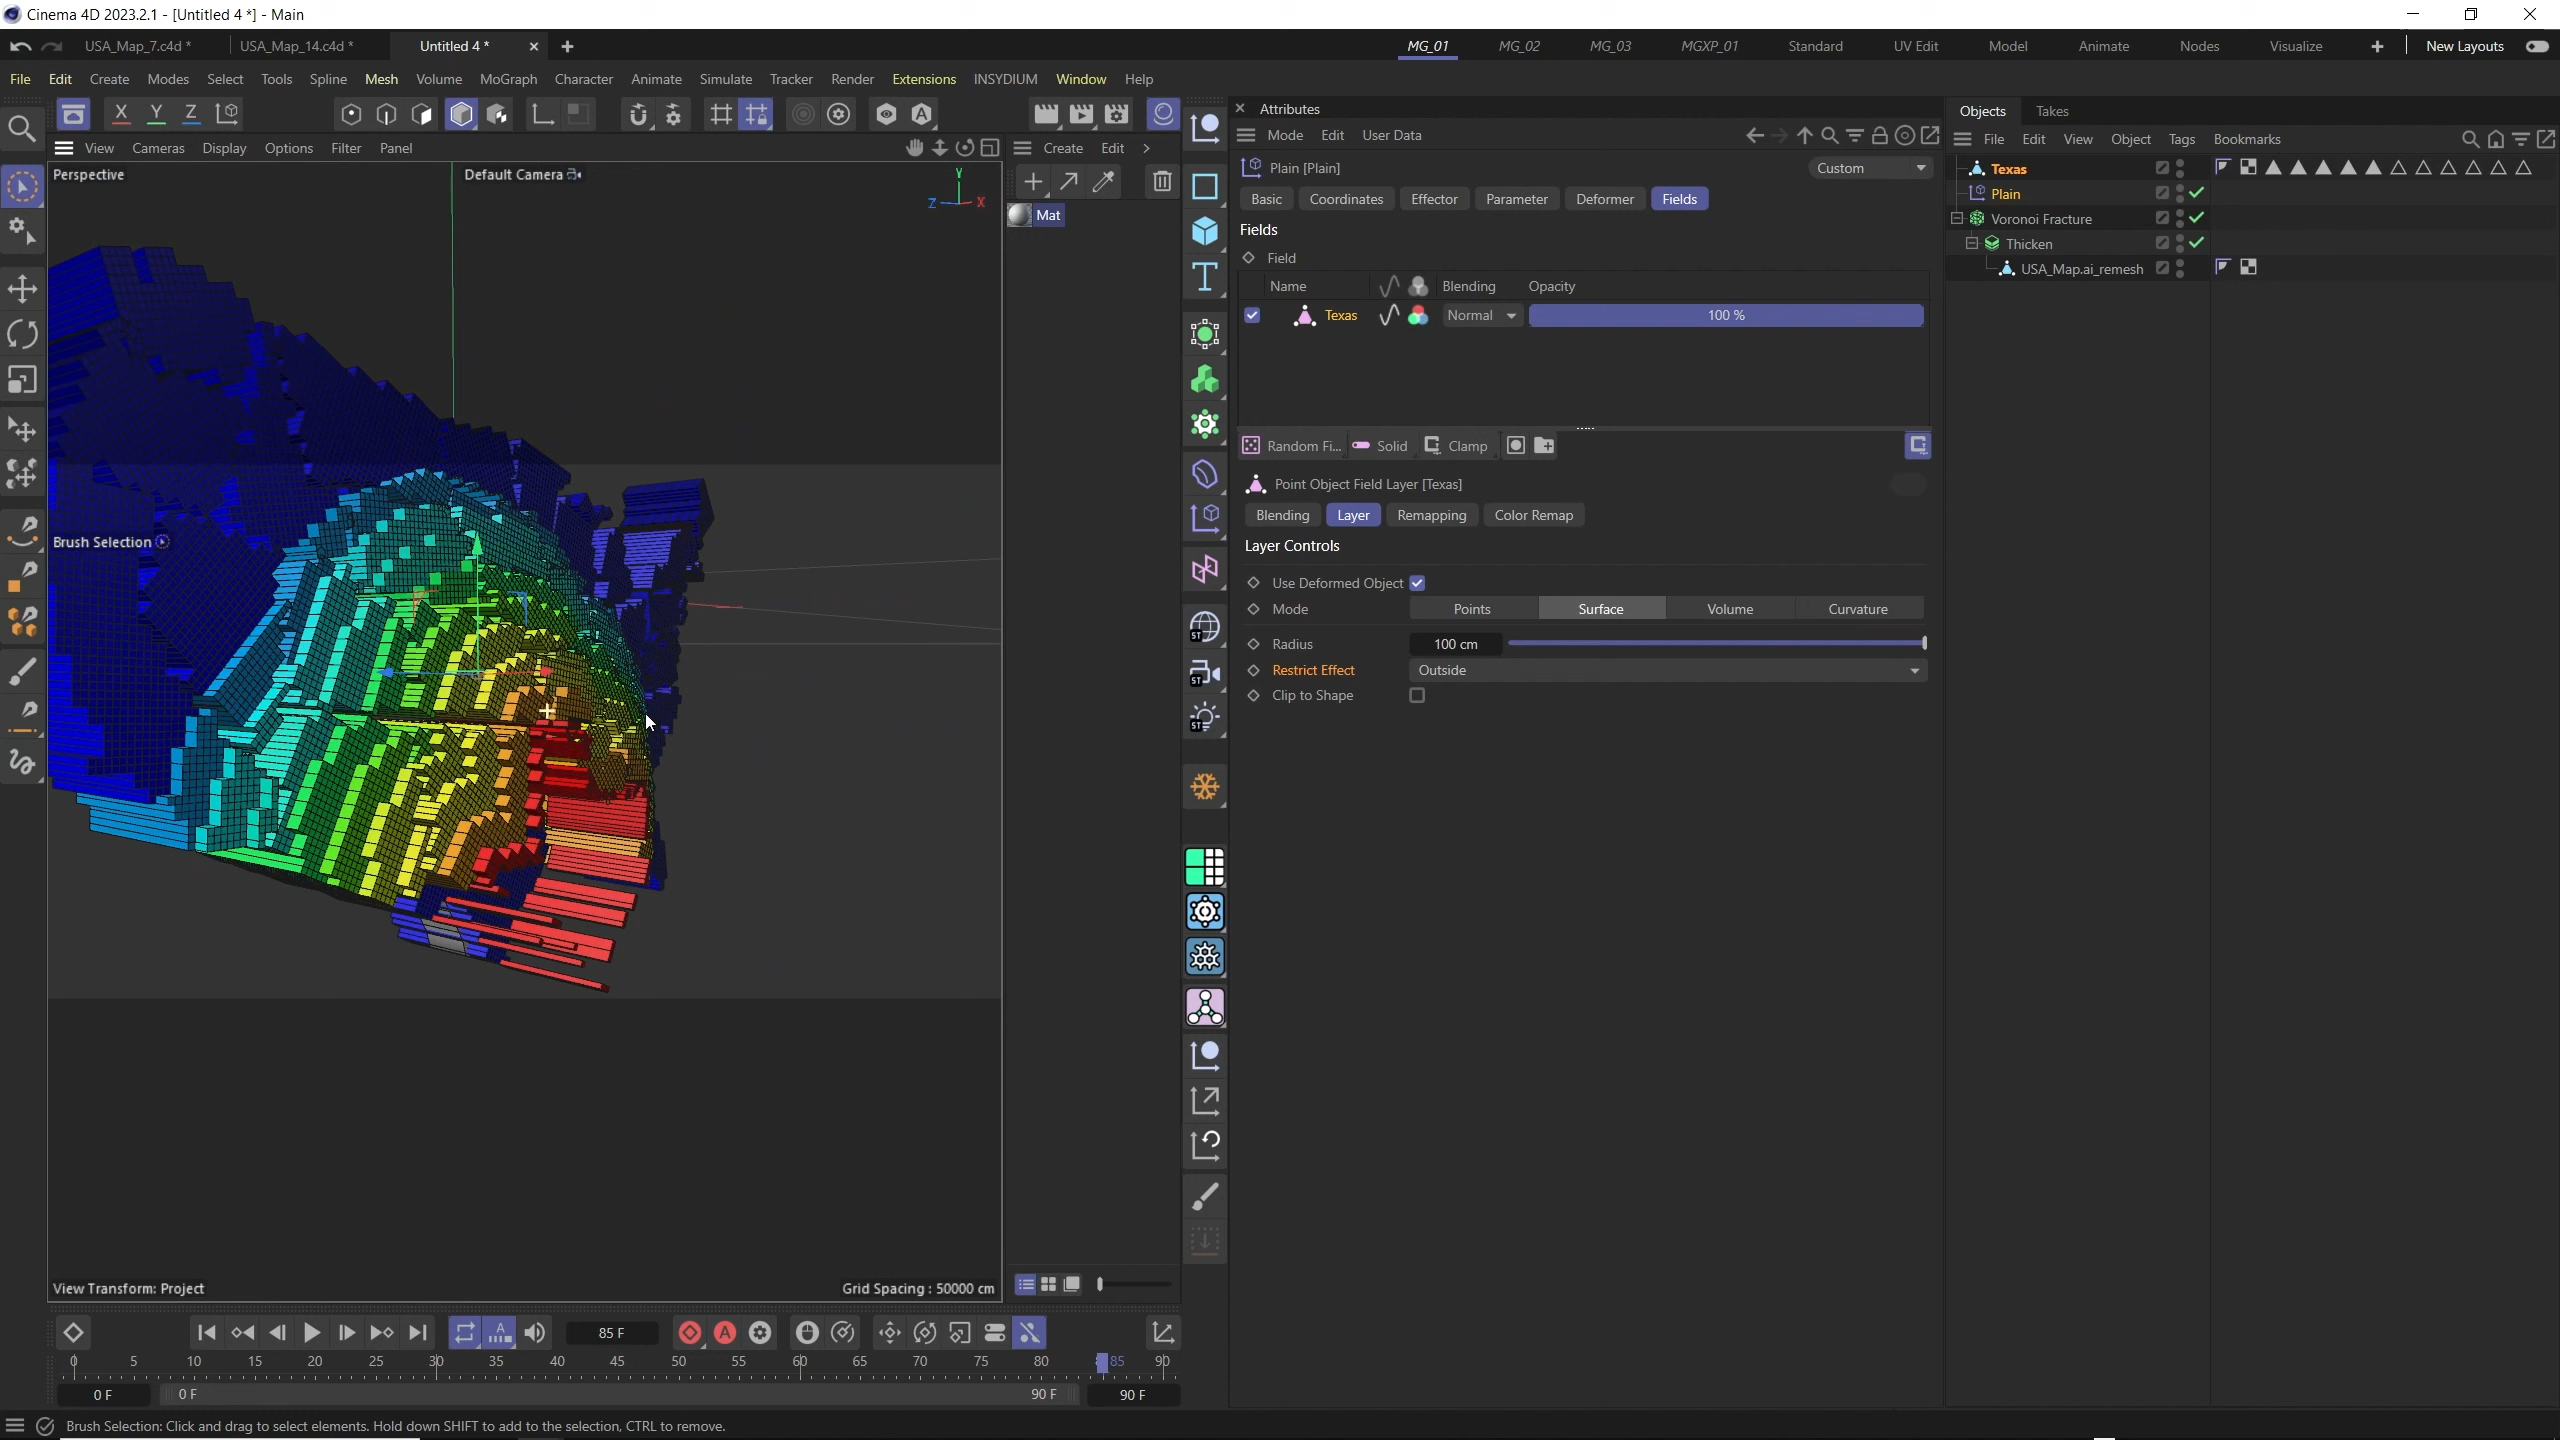 Cinema 4D 2023.2.1 - [Untitled 4 *] - Main
USA_Map_7.c4d *
USA_Map_14.c4d *
Untitled 4 *
MG_01
MG_02
MG_03
MGXP_01
Standard
UV Edit
Model
Animate
Nodes
Visualize
New Layouts
File Edit Create Modes Select Tools Spline Mesh Volume MoGraph Character Animate Simulate Tracker Render Extensions INSYDIUM Window Help
X Y Z
View Cameras Display Options Filter Panel
Create Edit
Perspective
Default Camera
Y
Z X
Mat
Brush Selection
View Transform: Project
Grid Spacing : 50000 cm
Attributes
Mode Edit User Data
Plain [Plain]
Custom
Basic Coordinates Effector Parameter Deformer Fields
Fields
Field
Name Blending Opacity
Texas Normal 100 %
Random Fi... Solid Clamp
Point Object Field Layer [Texas]
Blending Layer Remapping Color Remap
Layer Controls
Use Deformed Object
Mode Points Surface Volume Curvature
Radius 100 cm
Restrict Effect Outside
Clip to Shape
Objects Takes
File Edit View Object Tags Bookmarks
Texas
Plain
Voronoi Fracture
Thicken
USA_Map.ai_remesh
ST
ST
ST
85 F
0 5 10 15 20 25 30 35 40 45 50 55 60 65 70 75 80 85 90
0 F 0 F 90 F 90 F
Brush Selection: Click and drag to select elements. Hold down SHIFT to add to the selection, CTRL to remove.